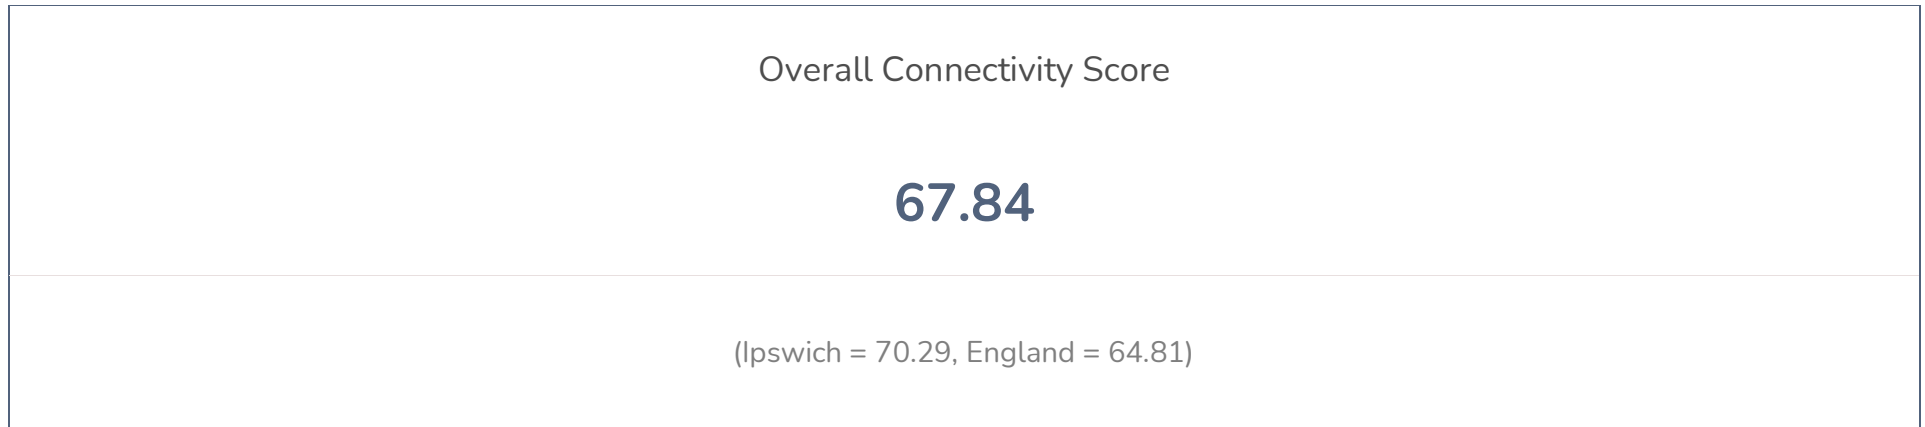 Overall Connectivity Score
67.84
(Ipswich = 70.29, England = 64.81)